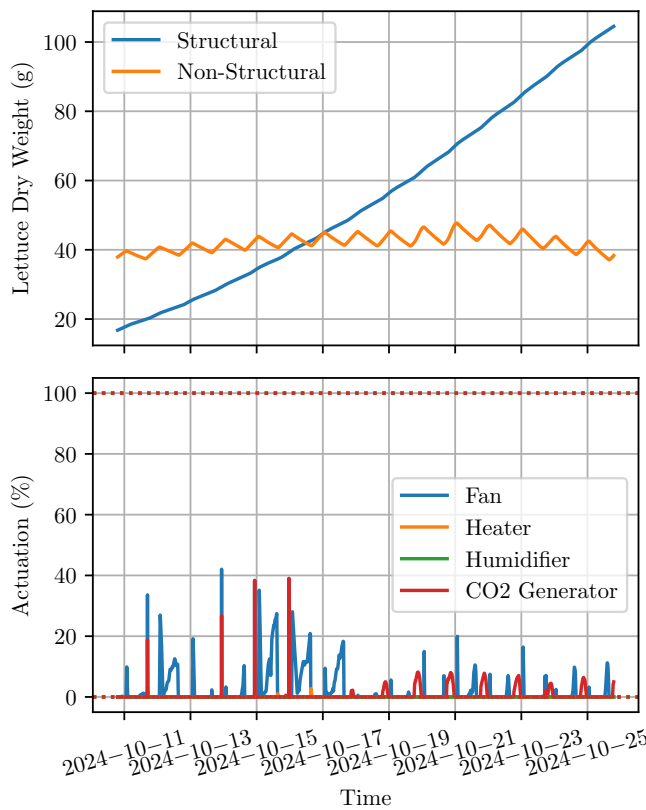 Lettuce Dry Weight (g)
100
80
60
40
20
Structural
Non-Structural
Actuation (%)
100
80
60
40
20
0
Fan
Heater
Humidifier
CO2 Generator
2024−10−11
2024−10−13
2024−10−15
2024−10−17
2024−10−19
2024−10−21
2024−10−23
2024−10−25
Time